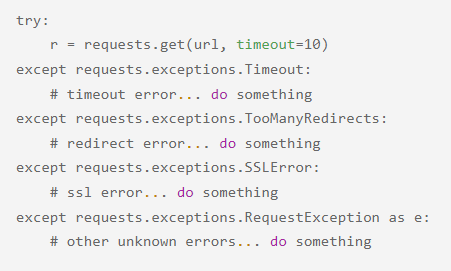 try:
    r = requests.get(url, timeout=10)
except requests.exceptions.Timeout:
    # timeout error... do something
except requests.exceptions.TooManyRedirects:
    # redirect error... do something
except requests.exceptions.SSLError:
    # ssl error... do something
except requests.exceptions.RequestException as e:
    # other unknown errors... do something